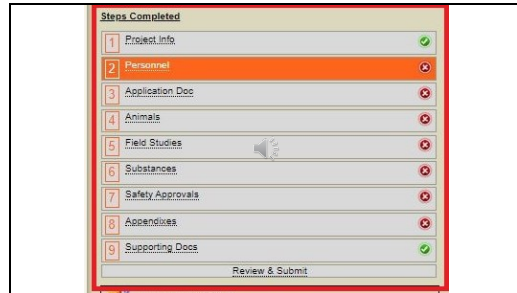 Steps Completed
1 Project Info
2 Personnel
3 Application Doc
4 Animals
5 Field Studies
6 Substances
7 Safety Approvals
8 Appendixes
9 Supporting Docs
Review & Submit